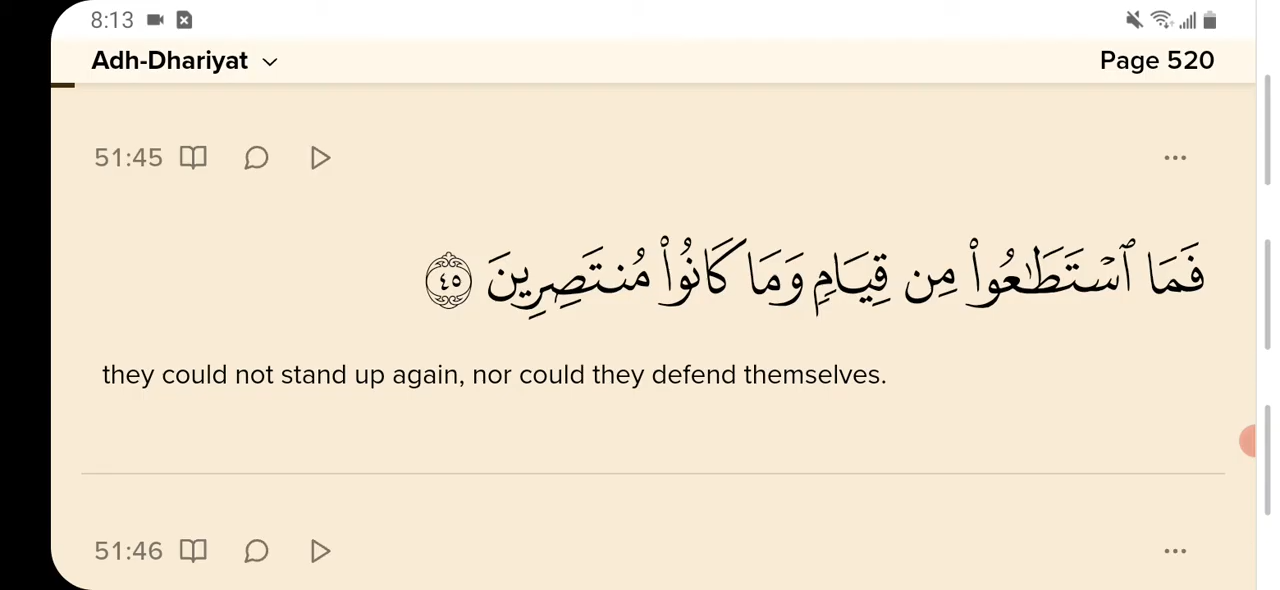 8:13
Adh-Dhariyat
Page 520
51:45
فَمَا ٱسْتَطَـٰعُوا۟ مِن قِيَامٍ وَمَا كَانُوا۟ مُنتَصِرِينَ ٤٥
they could not stand up again, nor could they defend themselves.
51:46